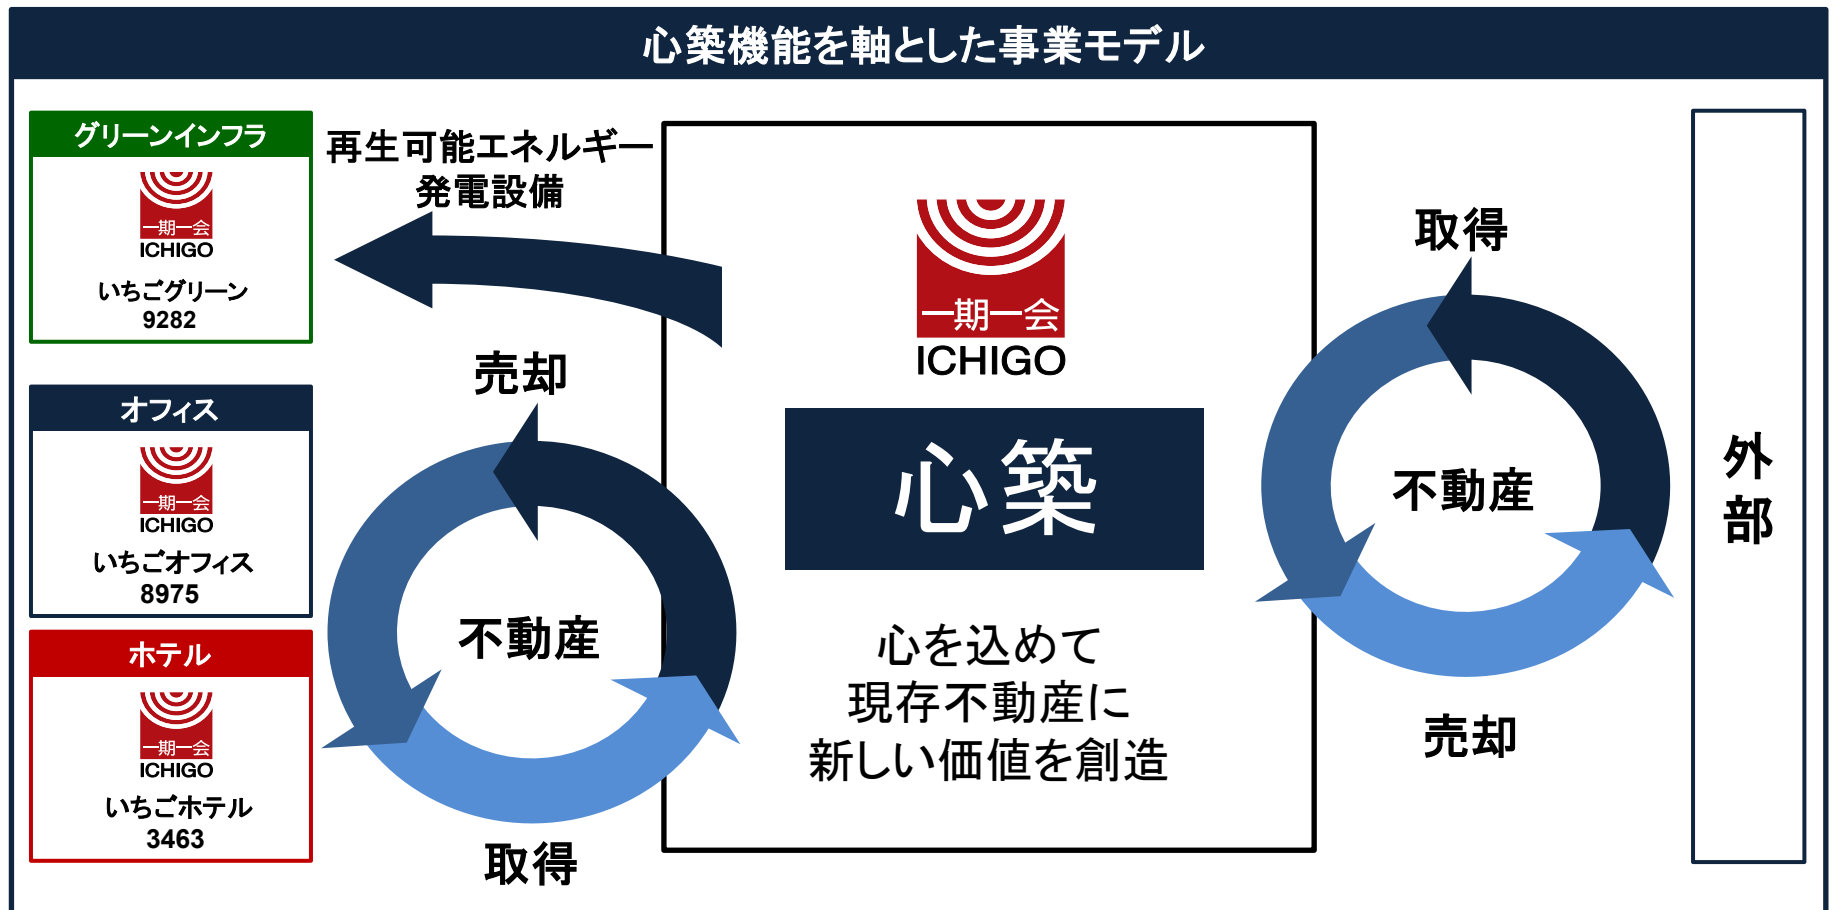 心築機能を軸とした事業モデル
グリーンインフラ
一期一会
ICHIGO
いちごグリーン
9282
再生可能エネルギー
発電設備
オフィス
一期一会
ICHIGO
いちごオフィス
8975
ホテル
一期一会
ICHIGO
いちごホテル
3463
売却
不動産
取得
一期一会
ICHIGO
心築
心を込めて
現存不動産に
新しい価値を創造
取得
不動産
売却
外
部